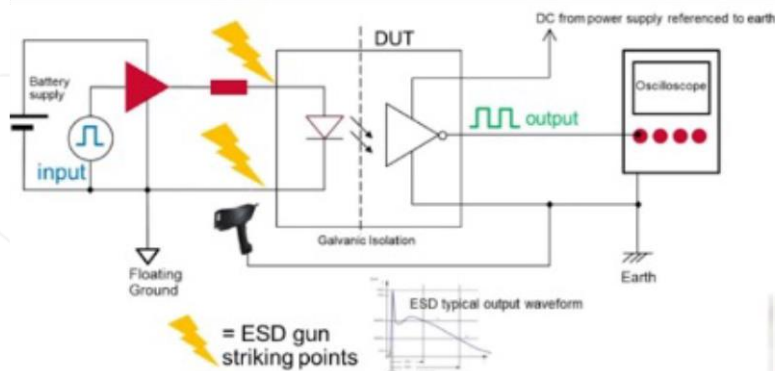 DC from power supply referenced to earth
DUT
Battery
supply
Oscilloscope
output
input
Galvanic Isolation
Floating
Ground
Earth
ESD typical output waveform
= ESD gun
striking points